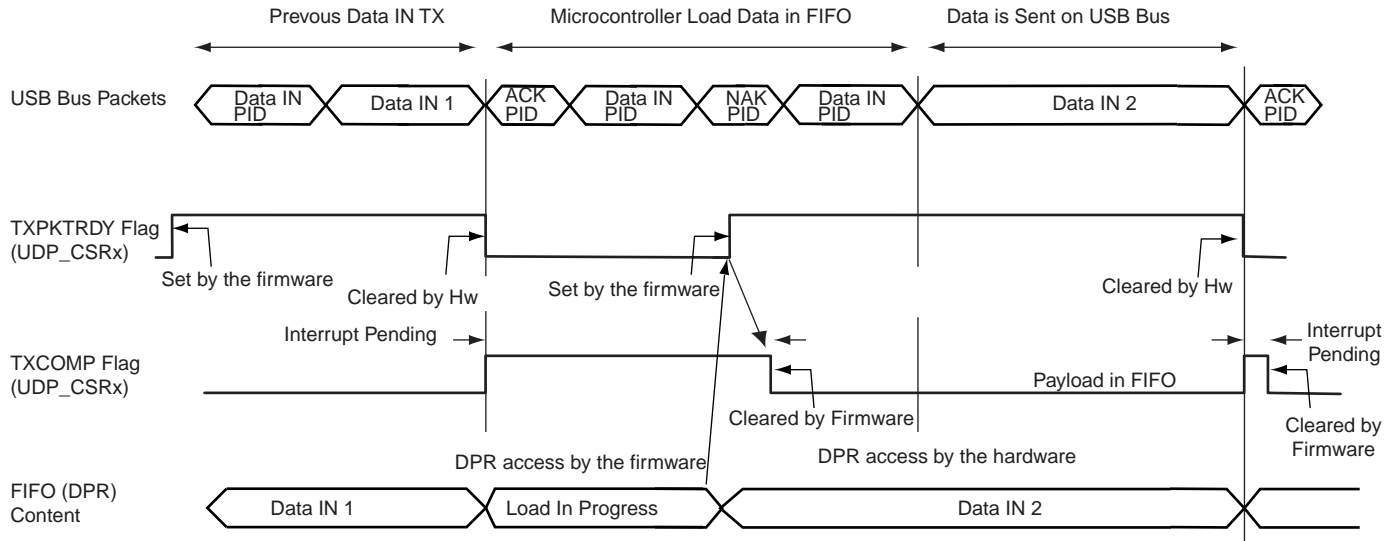 Prevous Data IN TX
Microcontroller Load Data in FIFO
Data is Sent on USB Bus
USB Bus Packets
Data IN
PID
Data IN 1
ACK
PID
Data IN
PID
NAK
PID
Data IN
PID
Data IN 2
ACK
PID
TXPKTRDY Flag
(UDP_CSRx)
Set by the firmware
Cleared by Hw
Set by the firmware
Cleared by Hw
Interrupt Pending
Interrupt
Pending
TXCOMP Flag
(UDP_CSRx)
Payload in FIFO
Cleared by Firmware
Cleared by
Firmware
DPR access by the firmware
DPR access by the hardware
FIFO (DPR)
Content
Data IN 1
Load In Progress
Data IN 2